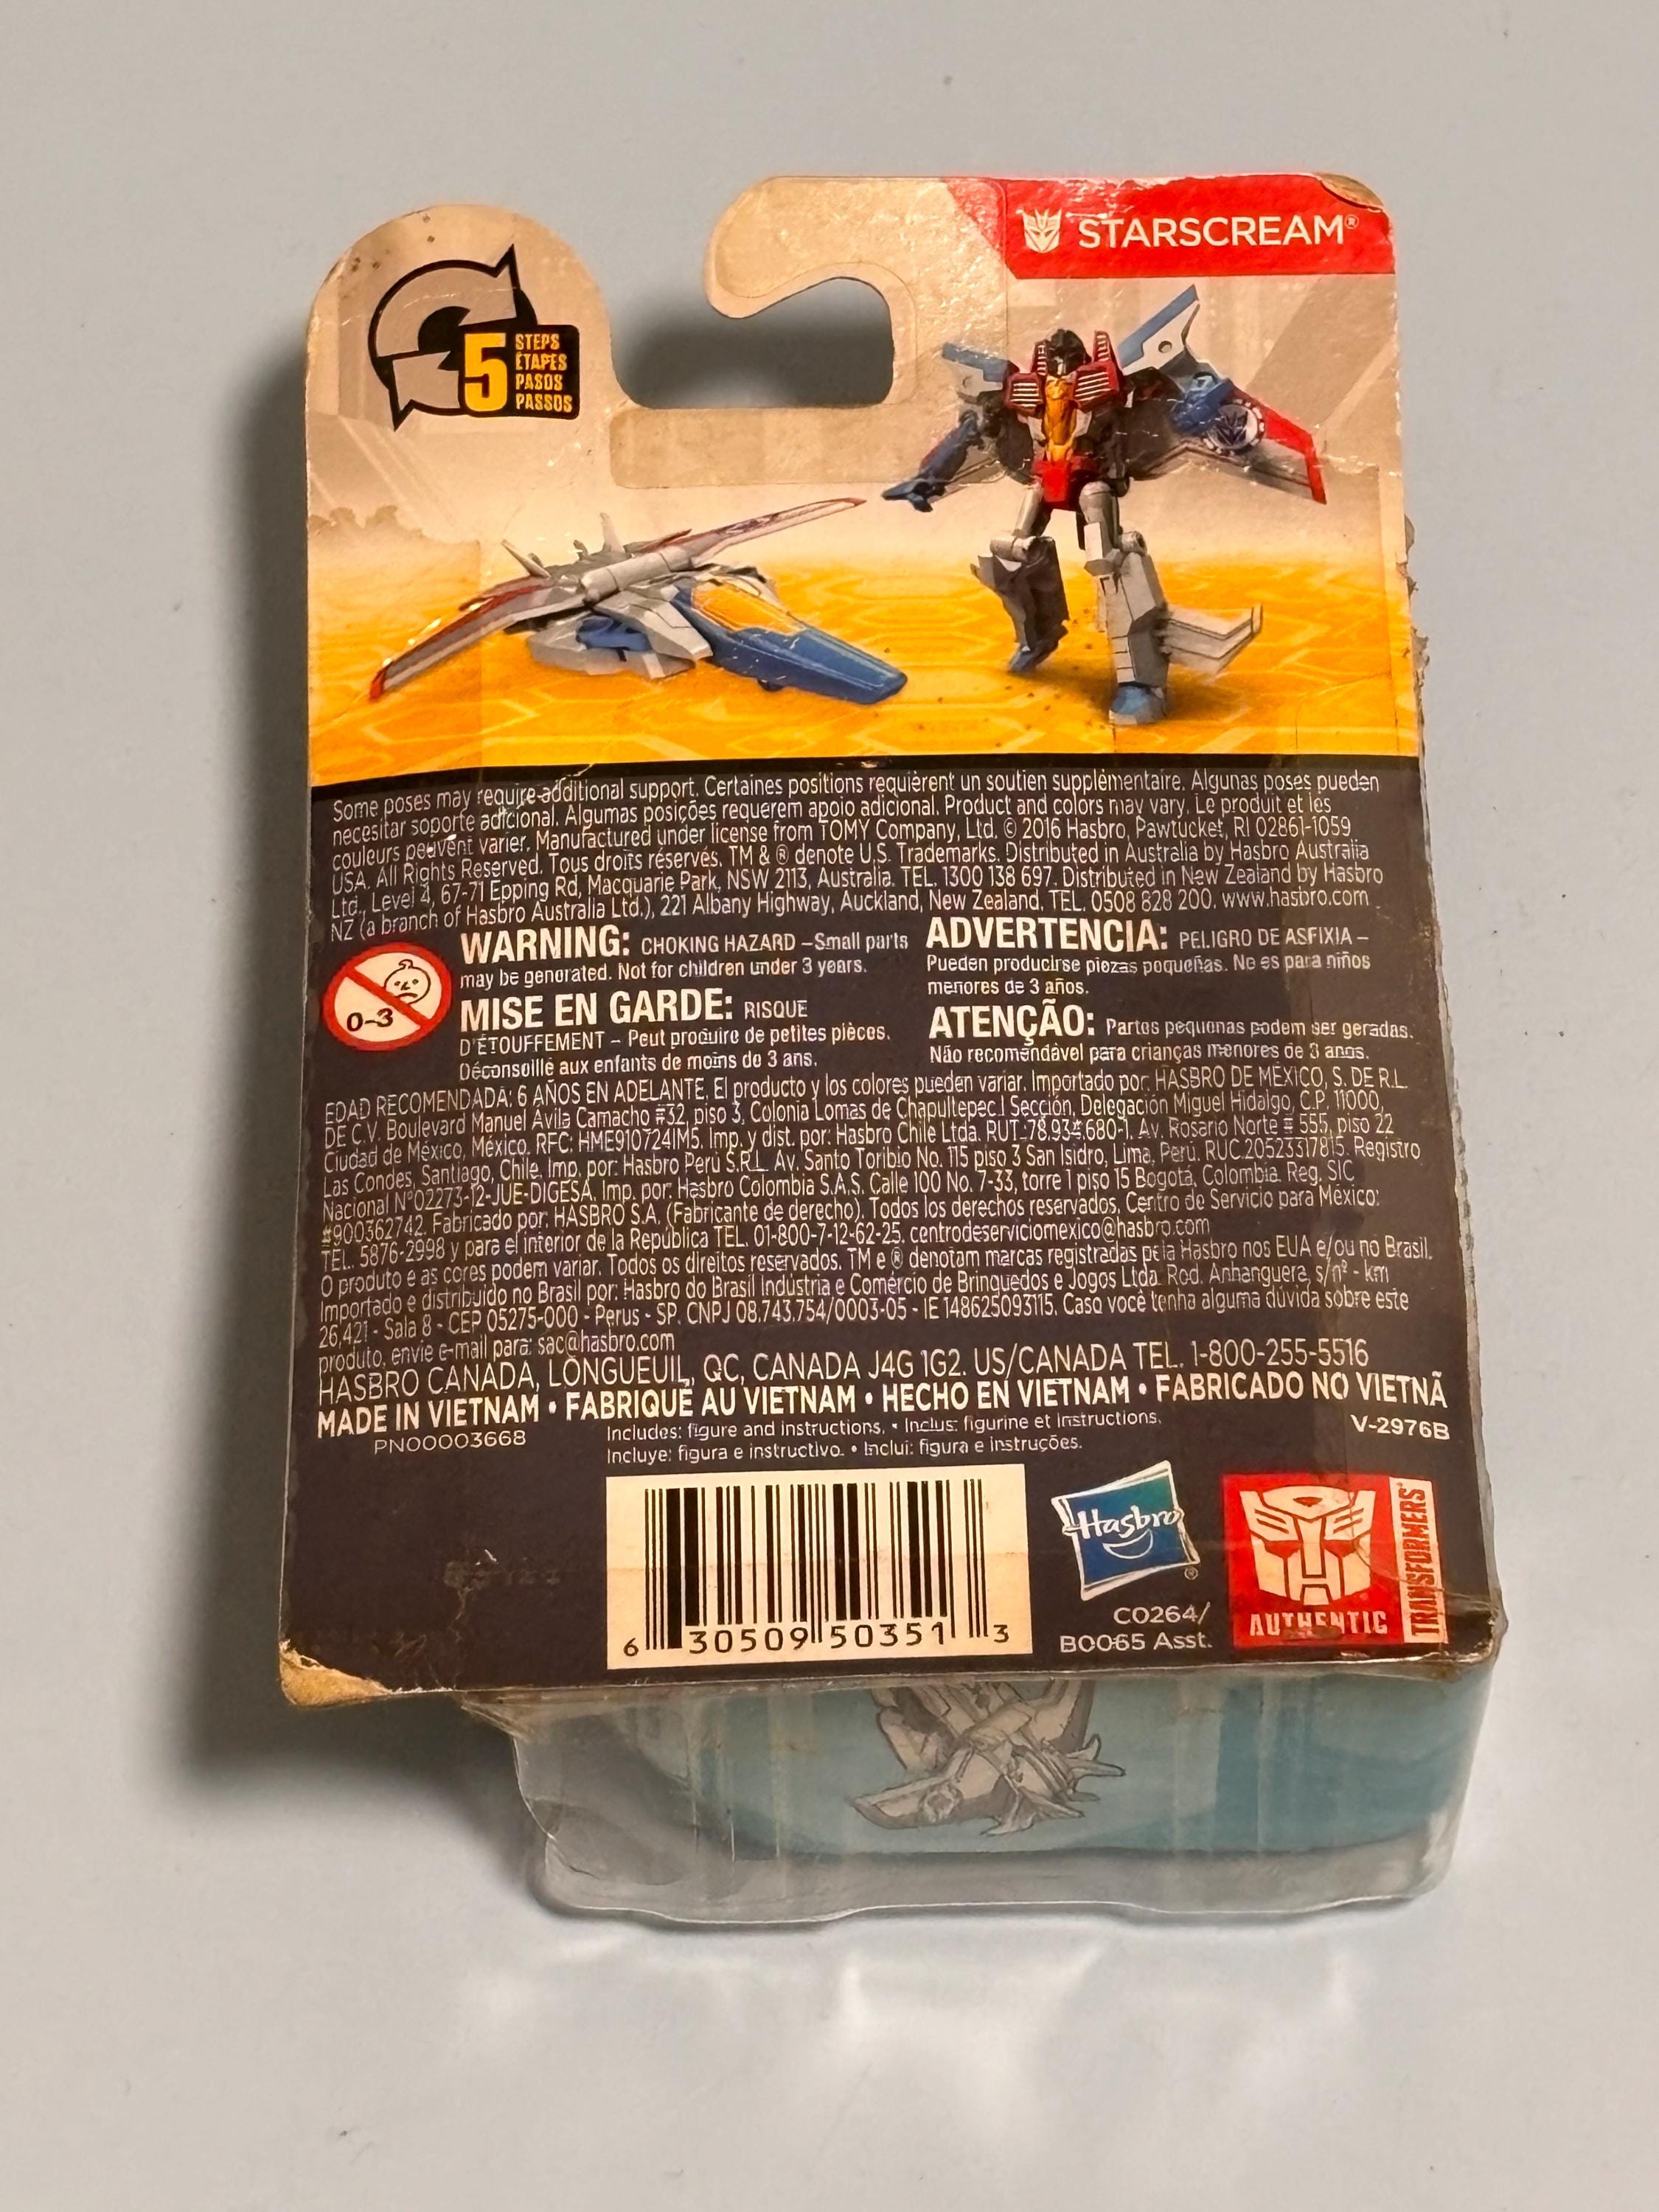 STARSCREAM®
5
STEPS
ÉTAPES
PASOS
PASSOS
Some poses may require additional support. Certaines positions requièrent un soutien supplémentaire. Algunas poses pueden
necesitar soporte adicional. Algumas posições requerem apoio adicional. Product and colors may vary. Le produit et les
couleurs peuvent varier. Manufactured under license from TOMY Company, Ltd. © 2016 Hasbro, Pawtucket, RI 02861-1059
USA. All Rights Reserved. Tous droits réservés. TM & ® denote U.S. Trademarks. Distributed in Australia by Hasbro Australia
Ltd., Level 4, 67-71 Epping Rd, Macquarie Park, NSW 2113, Australia. TEL. 1300 138 697. Distributed in New Zealand by Hasbro
NZ (a branch of Hasbro Australia Ltd.), 221 Albany Highway, Auckland, New Zealand. TEL. 0508 828 200. www.hasbro.com
0-3
WARNING: CHOKING HAZARD –Small parts
may be generated. Not for children under 3 years.
MISE EN GARDE: RISQUE
D'ÉTOUFFEMENT – Peut produire de petites pièces.
Déconseillé aux enfants de moins de 3 ans.
ADVERTENCIA: PELIGRO DE ASFIXIA –
Pueden producirse piezas pequeñas. No es para niños
menores de 3 años.
ATENÇÃO: Partes pequenas podem ser geradas.
Não recomendável para crianças menores de 3 anos.
EDAD RECOMENDADA: 6 AÑOS EN ADELANTE. El producto y los colores pueden variar. Importado por: HASBRO DE MÉXICO, S. DE R.L.
DE C.V. Boulevard Manuel Ávila Camacho #32, piso 3, Colonia Lomas de Chapultepec I Sección, Delegación Miguel Hidalgo, C.P. 11000,
Ciudad de México, México. RFC: HME910724IM5. Imp. y dist. por: Hasbro Chile Ltda. RUT:78.934.680-1. Av. Rosario Norte # 555, piso 22
Las Condes, Santiago, Chile. Imp. por: Hasbro Perú S.R.L. Av. Santo Toribio No. 115 piso 3 San Isidro, Lima, Perú. RUC.20523317815. Registro
Nacional N°02273-12-JUE-DIGESA. Imp. por: Hasbro Colombia S.A.S. Calle 100 No. 7-33, torre 1 piso 15 Bogotá, Colombia. Reg. SIC
#900362742. Fabricado por: HASBRO S.A. (Fabricante de derecho). Todos los derechos reservados. Centro de Servicio para México:
TEL. 5876-2998 y para el interior de la República TEL. 01-800-7-12-62-25. centrodeserviciomexico@hasbro.com
O produto e as cores podem variar. Todos os direitos reservados. TM e ® denotam marcas registradas pela Hasbro nos EUA e/ou no Brasil.
Importado e distribuído no Brasil por: Hasbro do Brasil Indústria e Comércio de Brinquedos e Jogos Ltda. Rod. Anhanguera, s/nº - km
26,421 - Sala 8 - CEP 05275-000 - Perus - SP. CNPJ 08.743.754/0003-05 - IE 148625093115. Caso você tenha alguma dúvida sobre este
produto, envie e-mail para: sac@hasbro.com
HASBRO CANADA, LONGUEUIL, QC, CANADA J4G 1G2. US/CANADA TEL. 1-800-255-5516
MADE IN VIETNAM • FABRIQUÉ AU VIETNAM • HECHO EN VIETNAM • FABRICADO NO VIETNÃ
PN00003668
Includes: figure and instructions. • Inclus: figurine et instructions.
Incluye: figura e instructivo. • Inclui: figura e instruções.
V-2976B
6 30509 50351 3
Hasbro®
C0264/
B0065 Asst.
AUTHENTIC
TRANSFORMERS